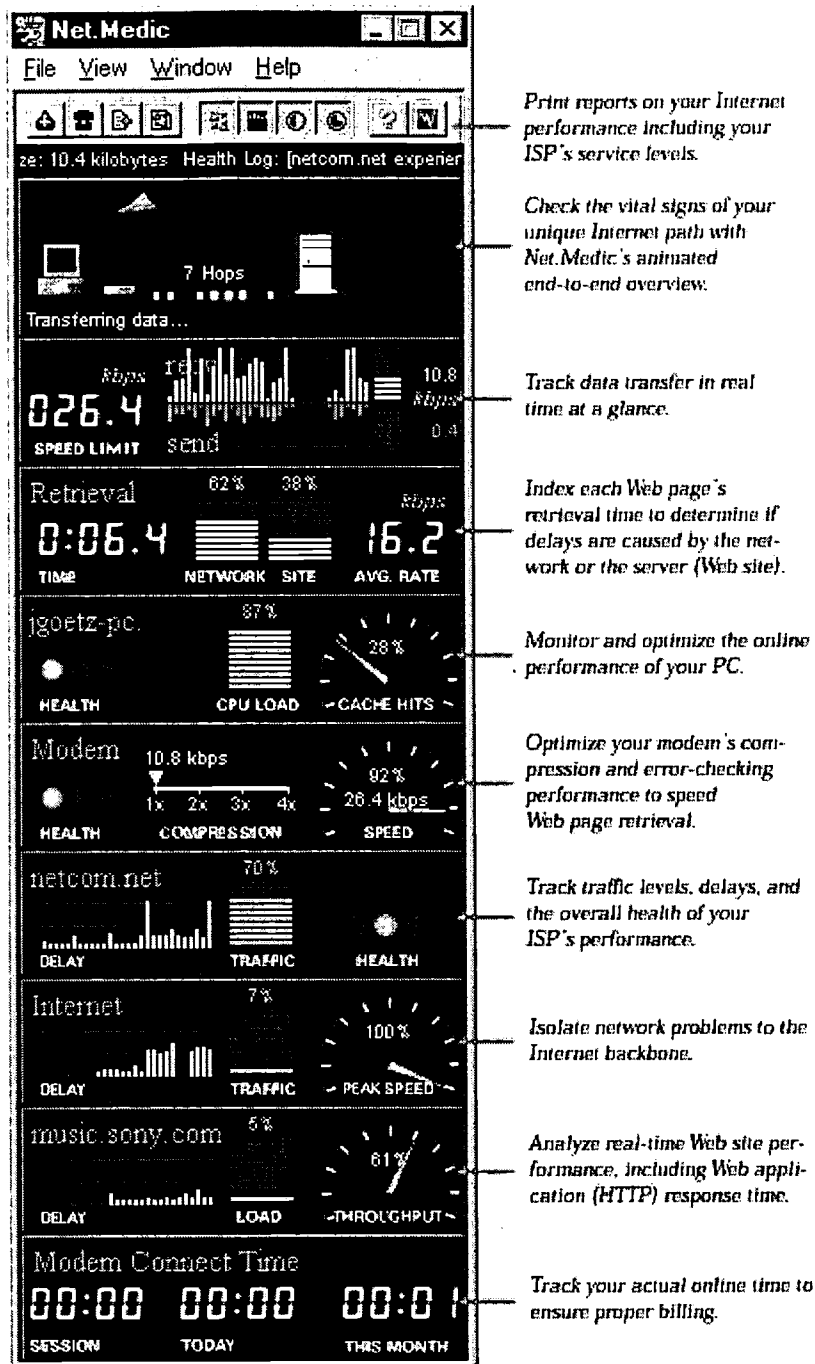 Net.Medic
File View Window Help
Print reports on your Internet
performance including your
ISP's service levels.
ze: 10.4 kilobytes Health Log: [netcom.net experier
Check the vital signs of your
unique Internet path with
Net.Medic's animated
end-to-end overview.
7 Hops
Transferring data...
kbps
026.4
SPEED LIMIT
recv
send
10.8
kbps
0.4
Track data transfer in real
time at a glance.
Retrieval
62% 38%
kbps
0:06.4
16.2
TIME NETWORK SITE AVG. RATE
Index each Web page's
retrieval time to determine if
delays are caused by the net-
work or the server (Web site).
jgoetz-pc.
87%
28%
HEALTH CPU LOAD CACHE HITS
Monitor and optimize the online
performance of your PC.
Modem
10.8 kbps
92%
26.4 kbps
1x 2x 3x 4x
HEALTH COMPRESSION SPEED
Optimize your modem's com-
pression and error-checking
performance to speed
Web page retrieval.
netcom.net
70%
DELAY TRAFFIC HEALTH
Track traffic levels, delays, and
the overall health of your
ISP's performance.
Internet
7%
100%
DELAY TRAFFIC PEAK SPEED
Isolate network problems to the
Internet backbone.
music.sony.com
6%
61%
DELAY LOAD THROUGHPUT
Analyze real-time Web site per-
formance, including Web appli-
cation (HTTP) response time.
Modem Connect Time
00:00 00:00 00:01
SESSION TODAY THIS MONTH
Track your actual online time to
ensure proper billing.